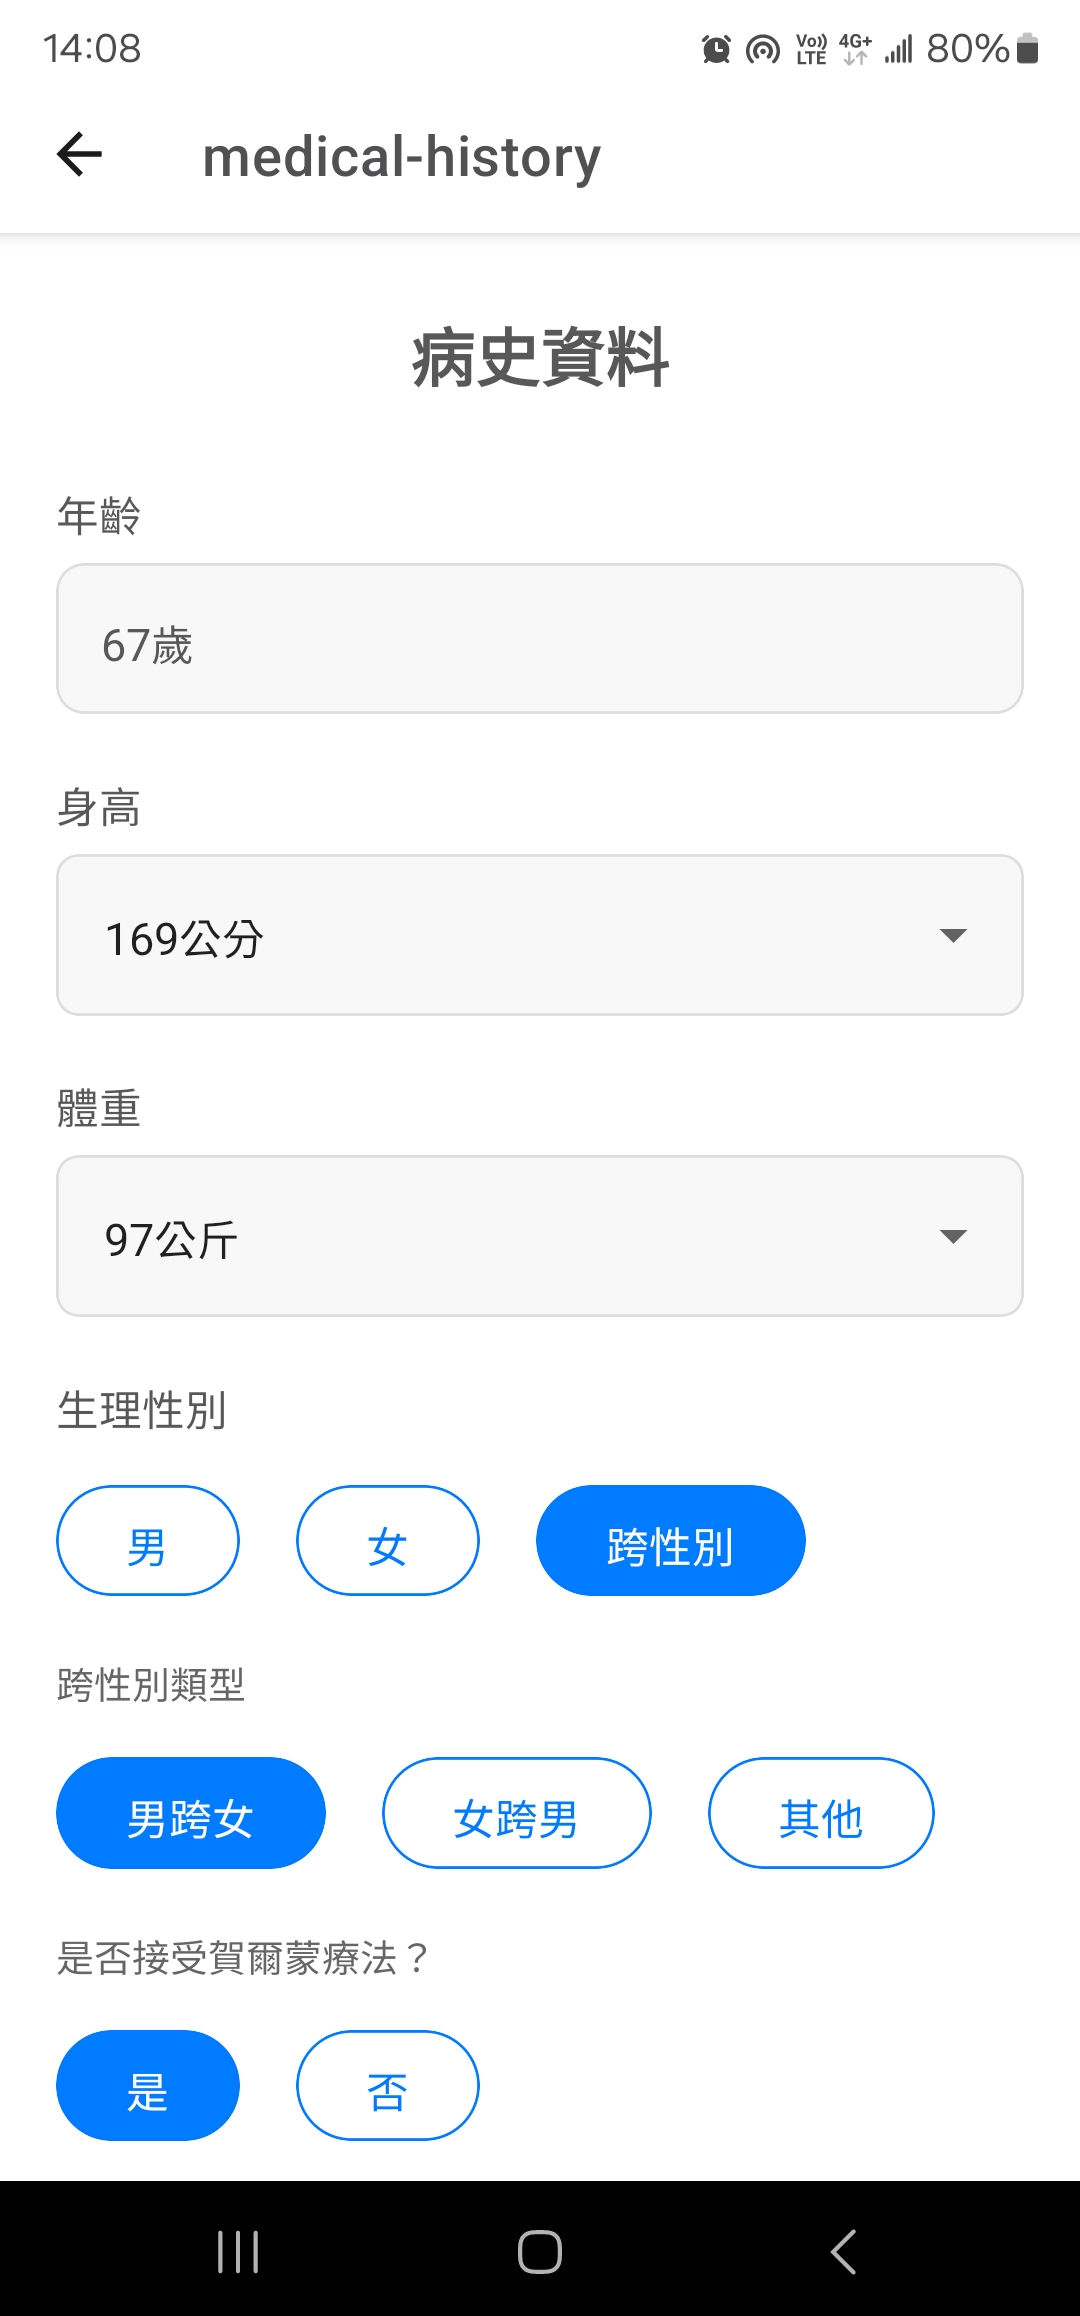 14:08
Vo))
LTE
4G+
80%
medical-history
病史資料
年齡
67歲
身高
169公分
體重
97公斤
生理性別
男
女
跨性別
跨性別類型
男跨女
女跨男
其他
是否接受賀爾蒙療法？
是
否